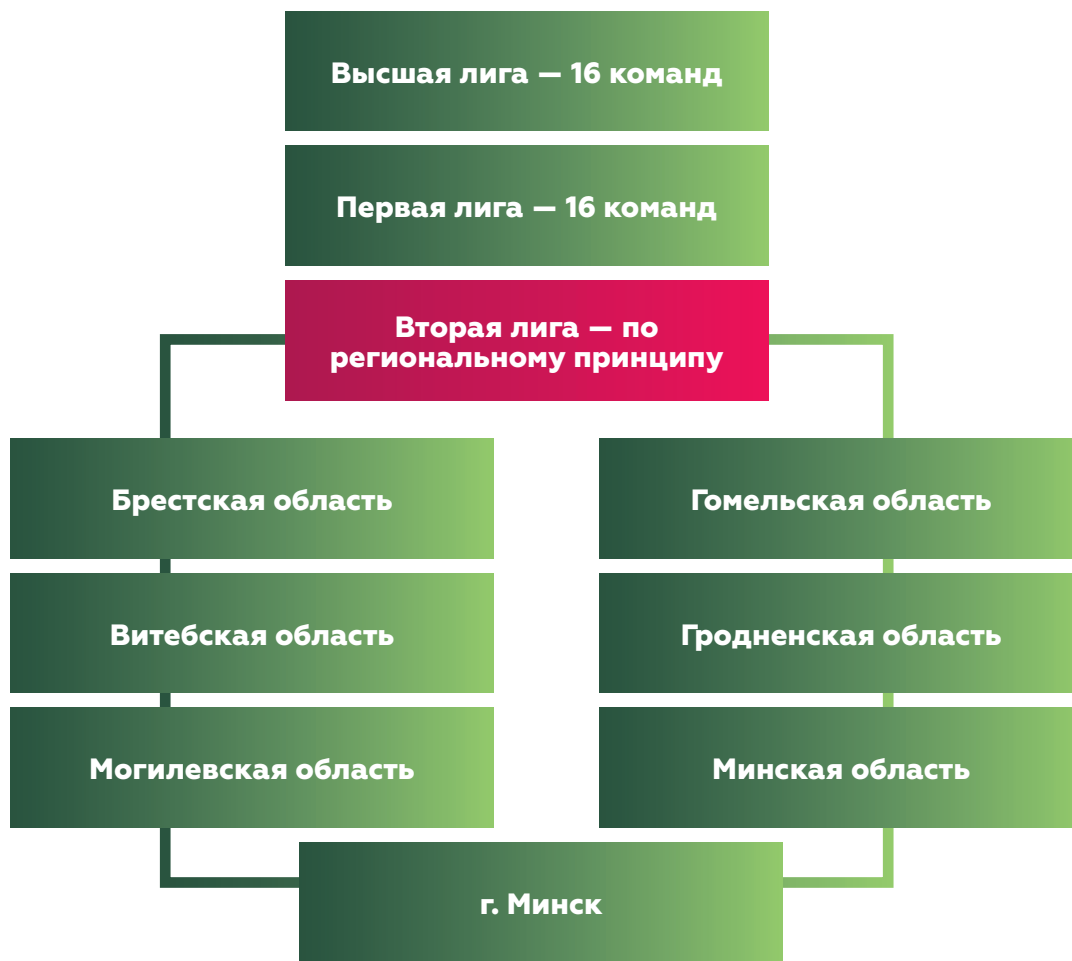 Высшая лига — 16 команд
Первая лига — 16 команд
Вторая лига — по
региональному принципу
Брестская область
Гомельская область
Витебская область
Гродненская область
Могилевская область
Минская область
г. Минск